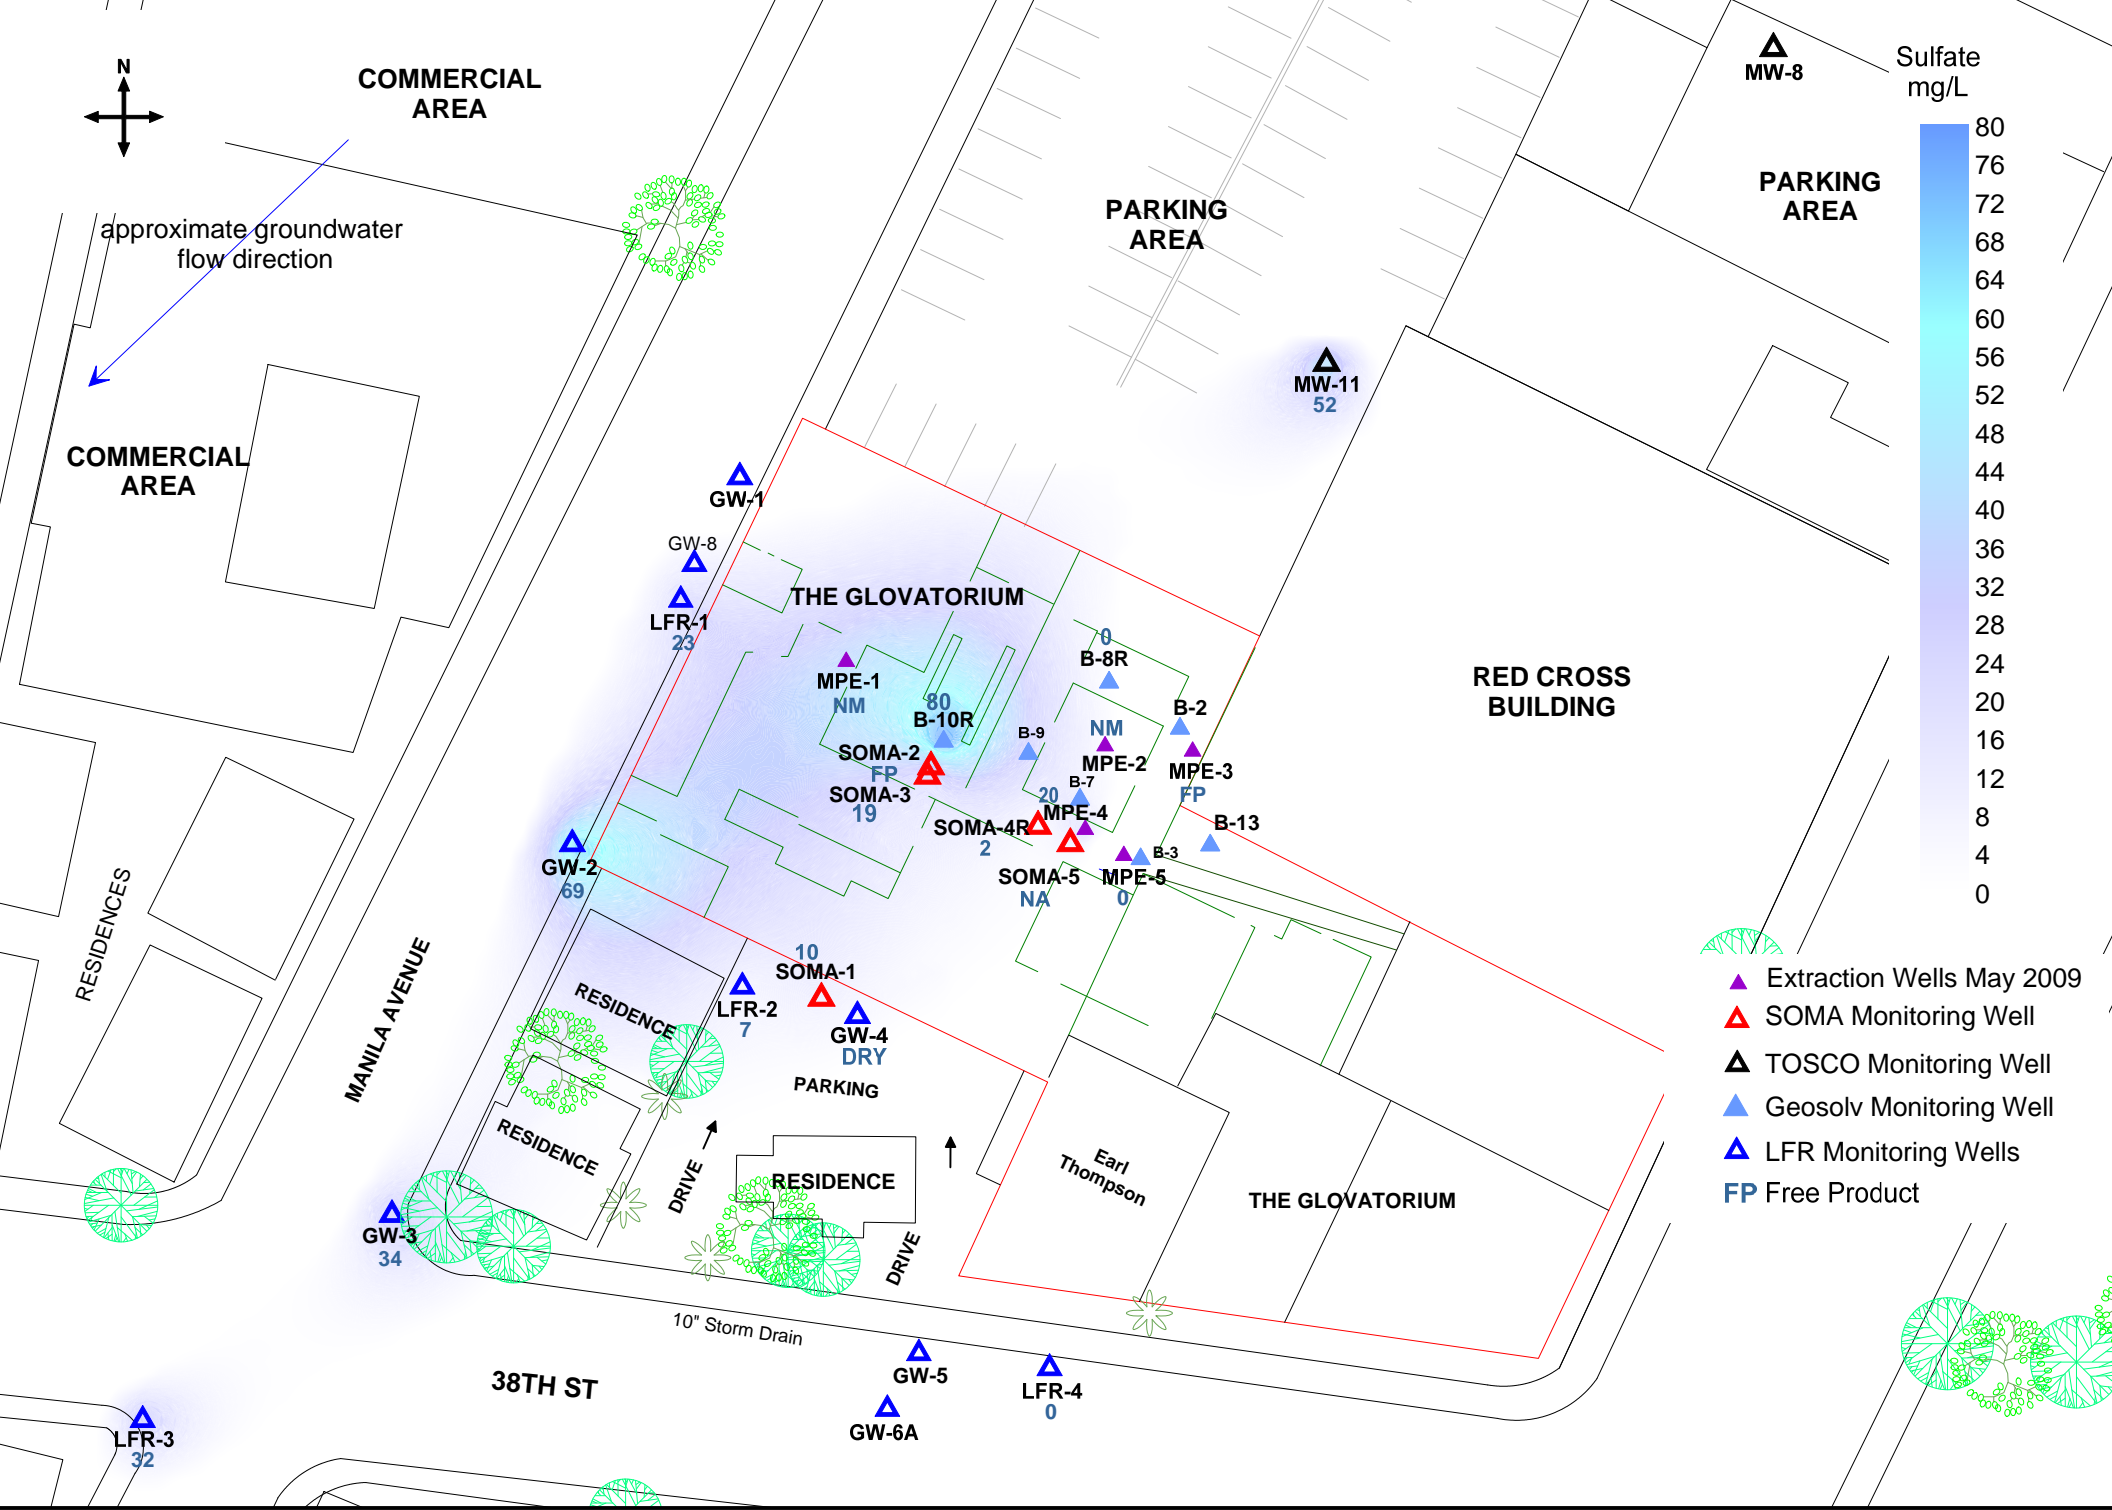 N
COMMERCIAL
AREA
approximate groundwater
flow direction
COMMERCIAL
AREA
PARKING
AREA
MW-8
PARKING
AREA
Sulfate
mg/L
80
76
72
68
64
60
56
52
48
44
40
36
32
28
24
20
16
12
8
4
0
MW-11
52
GW-1
GW-8
LFR-1
23
THE GLOVATORIUM
MPE-1
NM
80
B-10R
SOMA-2
FP
SOMA-3
19
0
B-8R
B-9
NM
MPE-2
B-2
MPE-3
FP
B-7
20
MPE-4
SOMA-4R
2
B-13
B-3
SOMA-5
NA
MPE-5
0
RED CROSS
BUILDING
GW-2
69
RESIDENCES
MANILA AVENUE
RESIDENCE
10
SOMA-1
LFR-2
7
GW-4
DRY
PARKING
RESIDENCE
DRIVE
RESIDENCE
DRIVE
Earl
Thompson
THE GLOVATORIUM
GW-3
34
10" Storm Drain
38TH ST
GW-5
GW-6A
LFR-4
0
LFR-3
32
Extraction Wells May 2009
SOMA Monitoring Well
TOSCO Monitoring Well
Geosolv Monitoring Well
LFR Monitoring Wells
FP Free Product